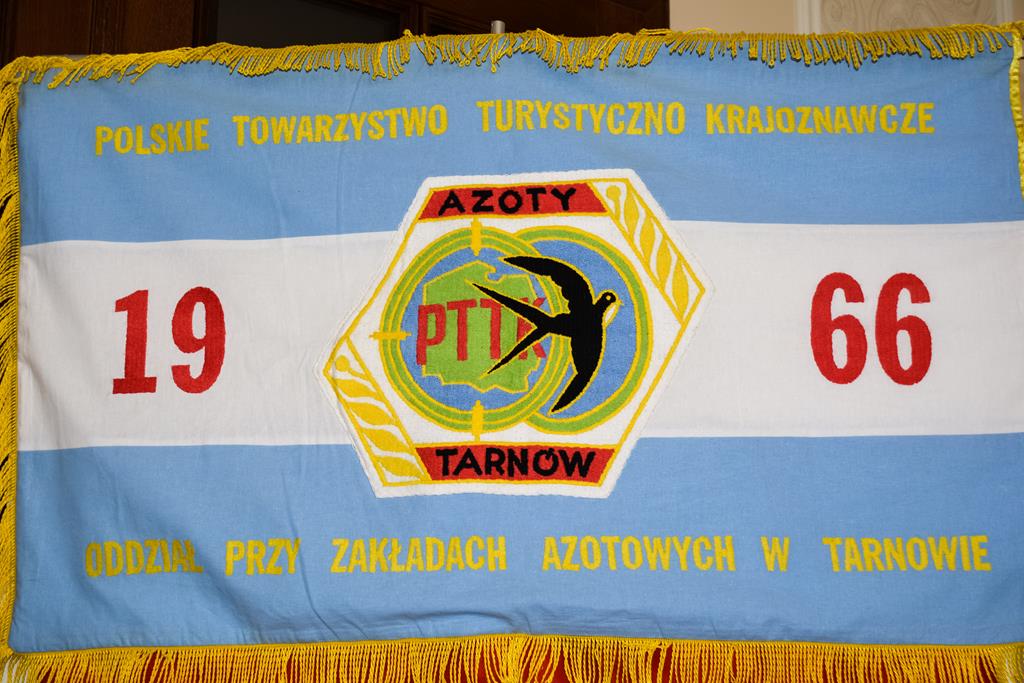 POLSKIE TOWARZYSTWO TURYSTYCZNO KRAJOZNAWCZE
AZOTY
19 66
PTTK
TARNÓW
ODDZIAŁ PRZY ZAKŁADACH AZOTOWYCH W TARNOWIE